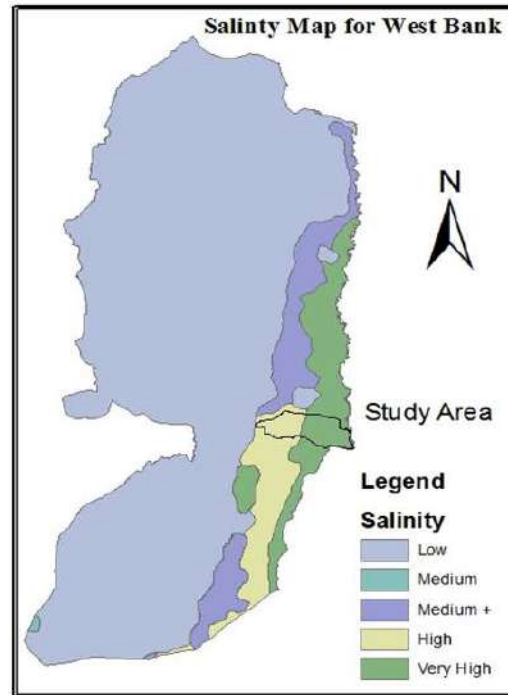 Salinty Map for West Bank
N
Study Area
Legend
Salinity
Low
Medium
Medium +
High
Very High